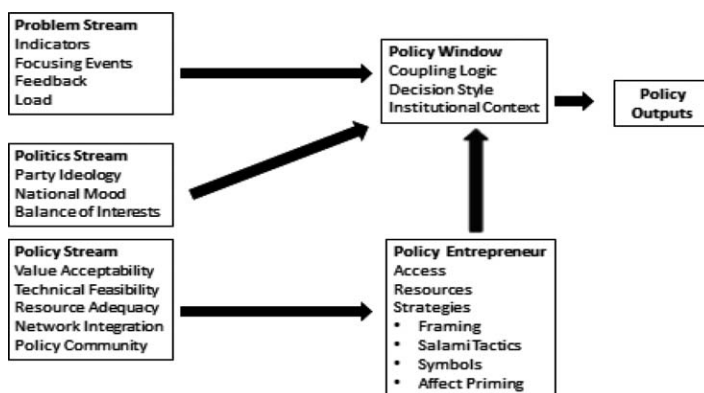 Problem Stream
Indicators
Focusing Events
Feedback
Load
Politics Stream
Party Ideology
National Mood
Balance of Interests
Policy Stream
Value Acceptability
Technical Feasibility
Resource Adequacy
Network Integration
Policy Community
Policy Window
Coupling Logic
Decision Style
Institutional Context
Policy Entrepreneur
Access
Resources
Strategies
• Framing
• Salami Tactics
• Symbols
• Affect Priming
Policy
Outputs